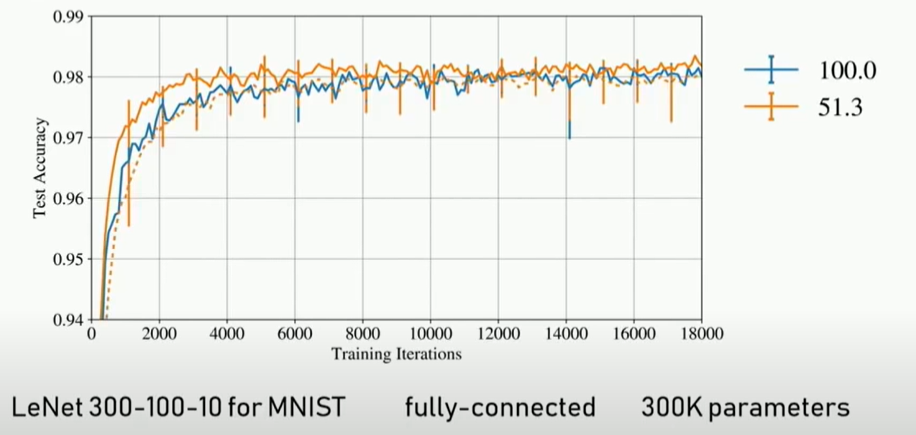 0.99
0.98
0.97
0.96
0.95
0.94
Test Accuracy
0 2000 4000 6000 8000 10000 12000 14000 16000 18000
Training Iterations
100.0
51.3
LeNet 300-100-10 for MNIST fully-connected 300K parameters